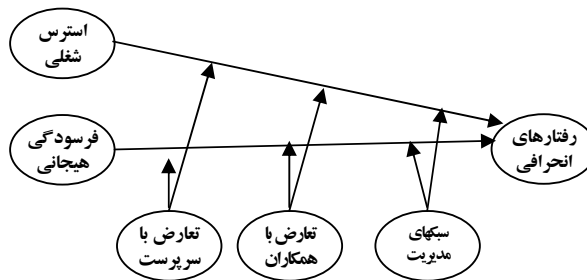 استرس
شغلی
فرسودگی
هیجانی
رفتارهای
انحرافی
تعارض با
سرپرست
تعارض با
همکاران
سبکهای
مدیریت